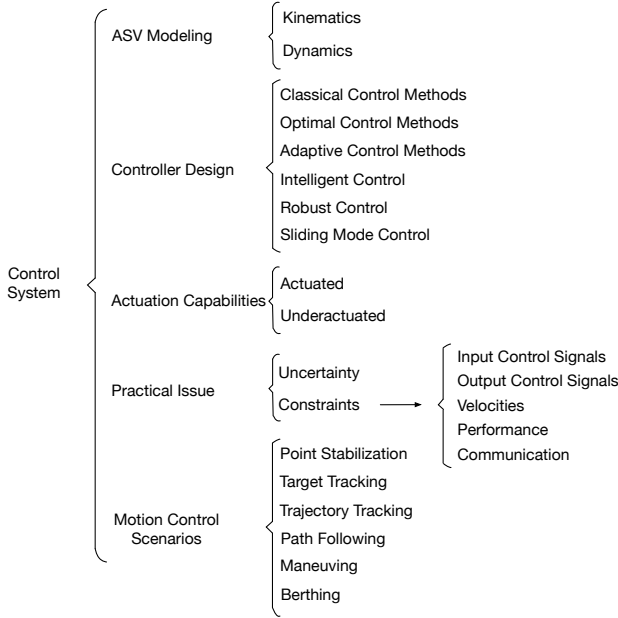 Control
System
ASV Modeling
Kinematics
Dynamics
Controller Design
Classical Control Methods
Optimal Control Methods
Adaptive Control Methods
Intelligent Control
Robust Control
Sliding Mode Control
Actuation Capabilities
Actuated
Underactuated
Practical Issue
Uncertainty
Constraints
Input Control Signals
Output Control Signals
Velocities
Performance
Communication
Motion Control
Scenarios
Point Stabilization
Target Tracking
Trajectory Tracking
Path Following
Maneuving
Berthing